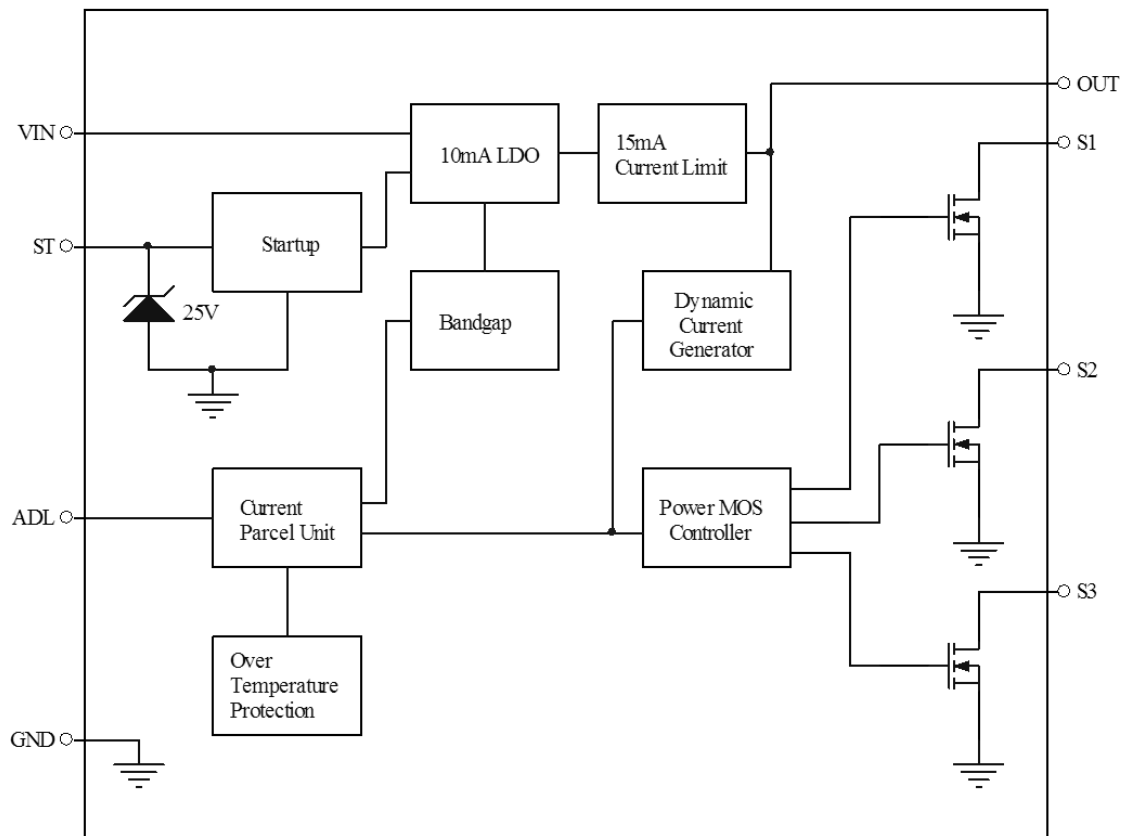 OUT
VIN
10mA LDO
15mA
Current Limit
S1
ST
Startup
25V
Bandgap
Dynamic
Current
Generator
S2
ADL
Current
Parcel Unit
Power MOS
Controller
S3
Over
Temperature
Protection
GND